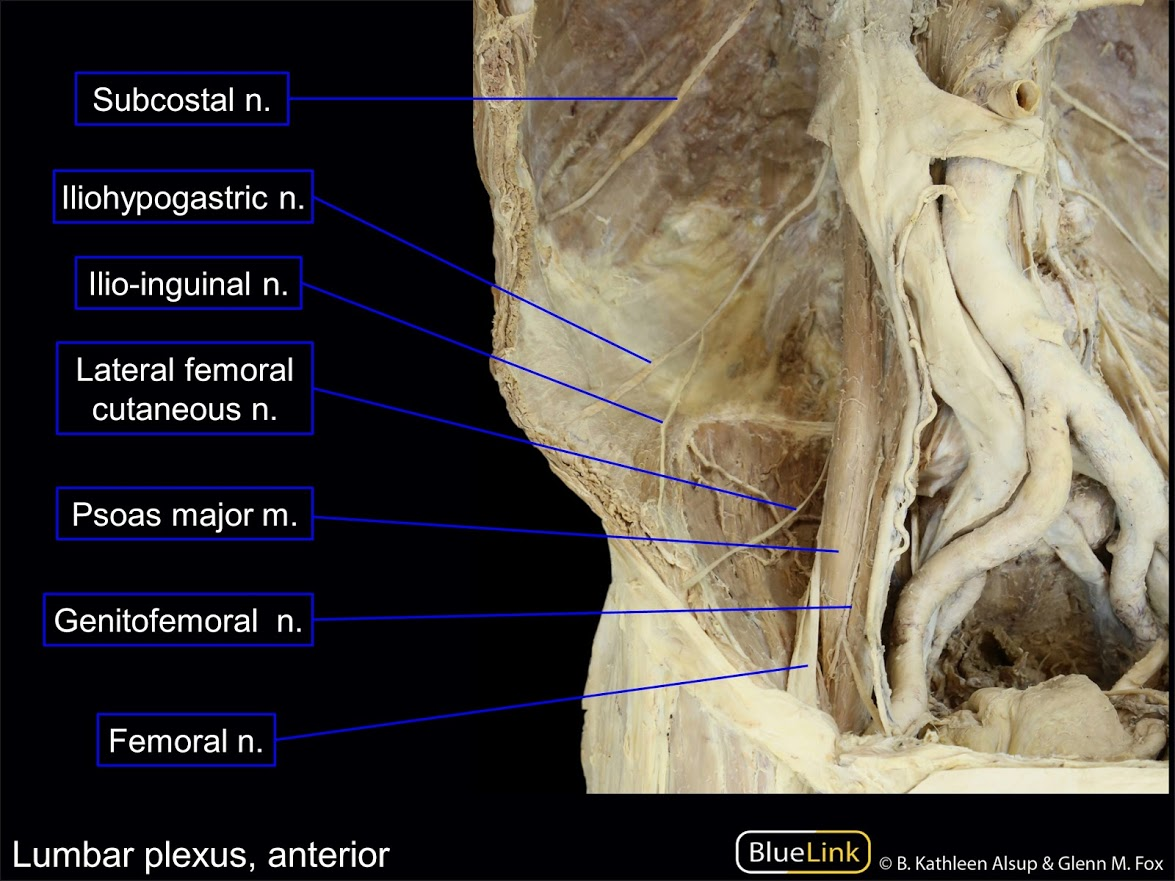 Subcostal n.
Iliohypogastric n.
Ilio-inguinal n.
Lateral femoral
cutaneous n.
Psoas major m.
Genitofemoral n.
Femoral n.
Lumbar plexus, anterior
BlueLink
© B. Kathleen Alsup & Glenn M. Fox